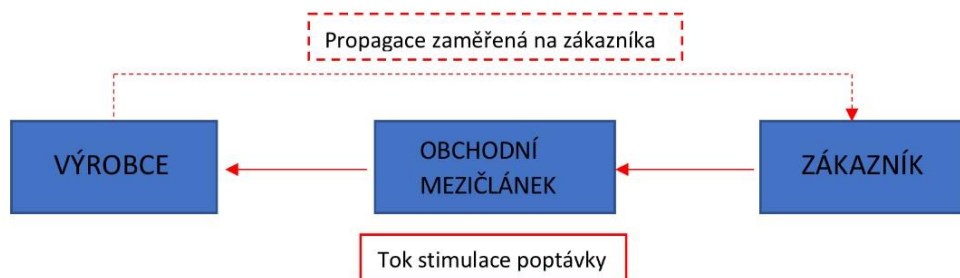 Propagace zaměřená na zákazníka
VÝROBCE
OBCHODNÍ
MEZIČLÁNEK
ZÁKAZNÍK
Tok stimulace poptávky